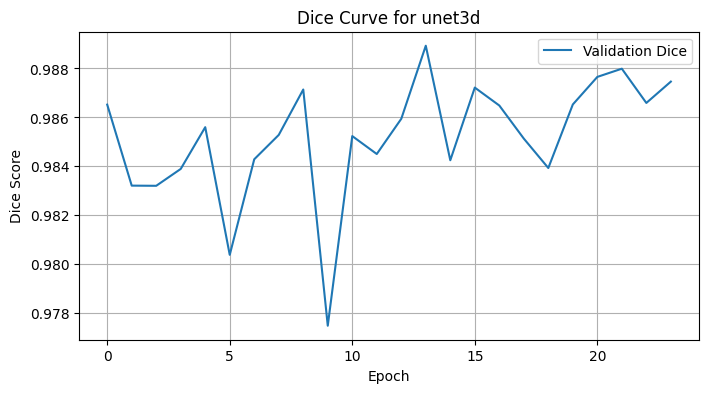 Dice Curve for unet3d
Validation Dice
0.988
0.986
0.984
0.982
0.980
0.978
Dice Score
0
5
10
15
20
Epoch